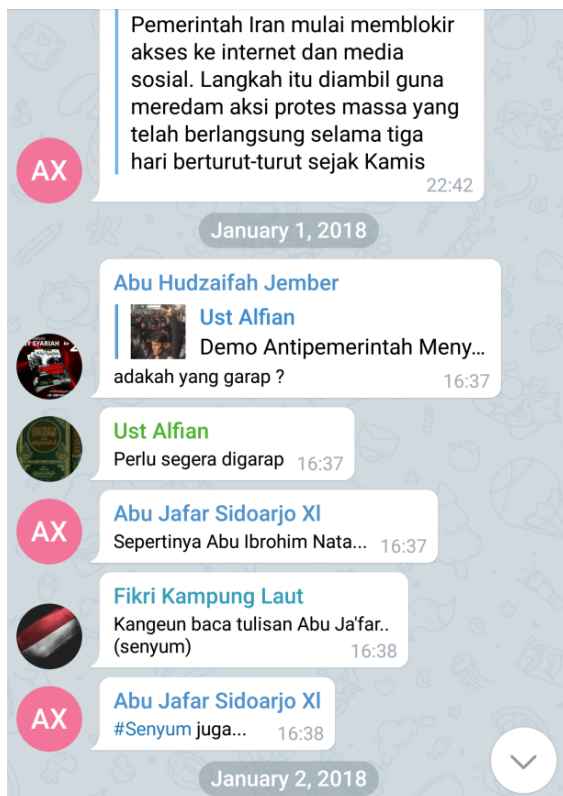 Pemerintah Iran mulai memblokir
akses ke internet dan media
sosial. Langkah itu diambil guna
meredam aksi protes massa yang
telah berlangsung selama tiga
hari berturut-turut sejak Kamis
AX
22:42
January 1, 2018
Abu Hudzaifah Jember
Ust Alfian
Demo Antipemerintah Meny...
adakah yang garap ? 16:37
Ust Alfian
Perlu segera digarap 16:37
AX
Abu Jafar Sidoarjo Xl
Sepertinya Abu Ibrohim Nata... 16:37
Fikri Kampung Laut
Kangeun baca tulisan Abu Ja'far..
(senyum) 16:38
AX
Abu Jafar Sidoarjo Xl
#Senyum juga... 16:38
January 2, 2018